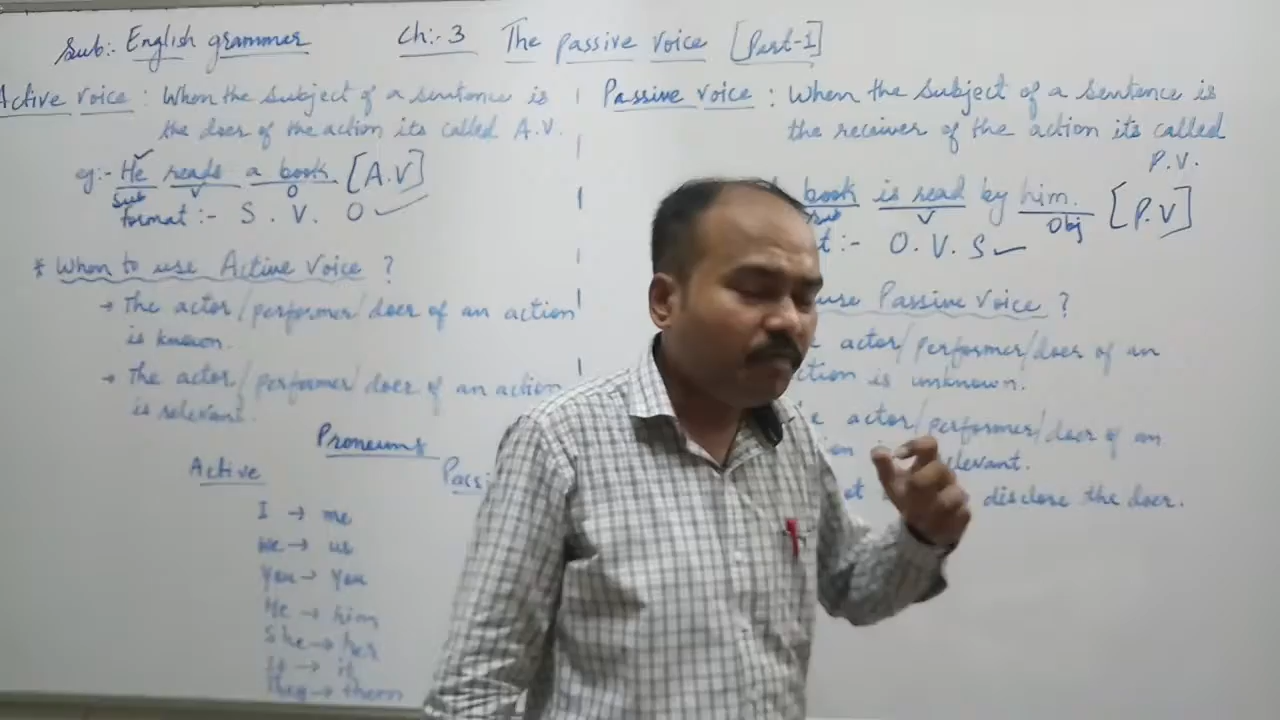 Sub:- English grammer Ch:-3 The Passive Voice [Part-1]
Active voice : When the subject of a sentence is
the doer of the action its called A.V.
eg:- He reads a book. [A.V]
Sub V O
format :- S. V. O
* When to use Active Voice ?
→ The actor/performer/doer of an action
is known.
→ The actor/performer/doer of an action
is relevant.
Pronouns
Active Passi
I → me
We → us
You → You
He → him
She → her
It → it
They → them
Passive voice : When the subject of a sentence is
the receiver of the action its called
P.V.
book is read by him. [P.V]
Sub V Obj
:- O. V. S
use Passive Voice ?
actor/performer/doer of an
is unknown.
actor/performer/doer of an
disclose the doer.